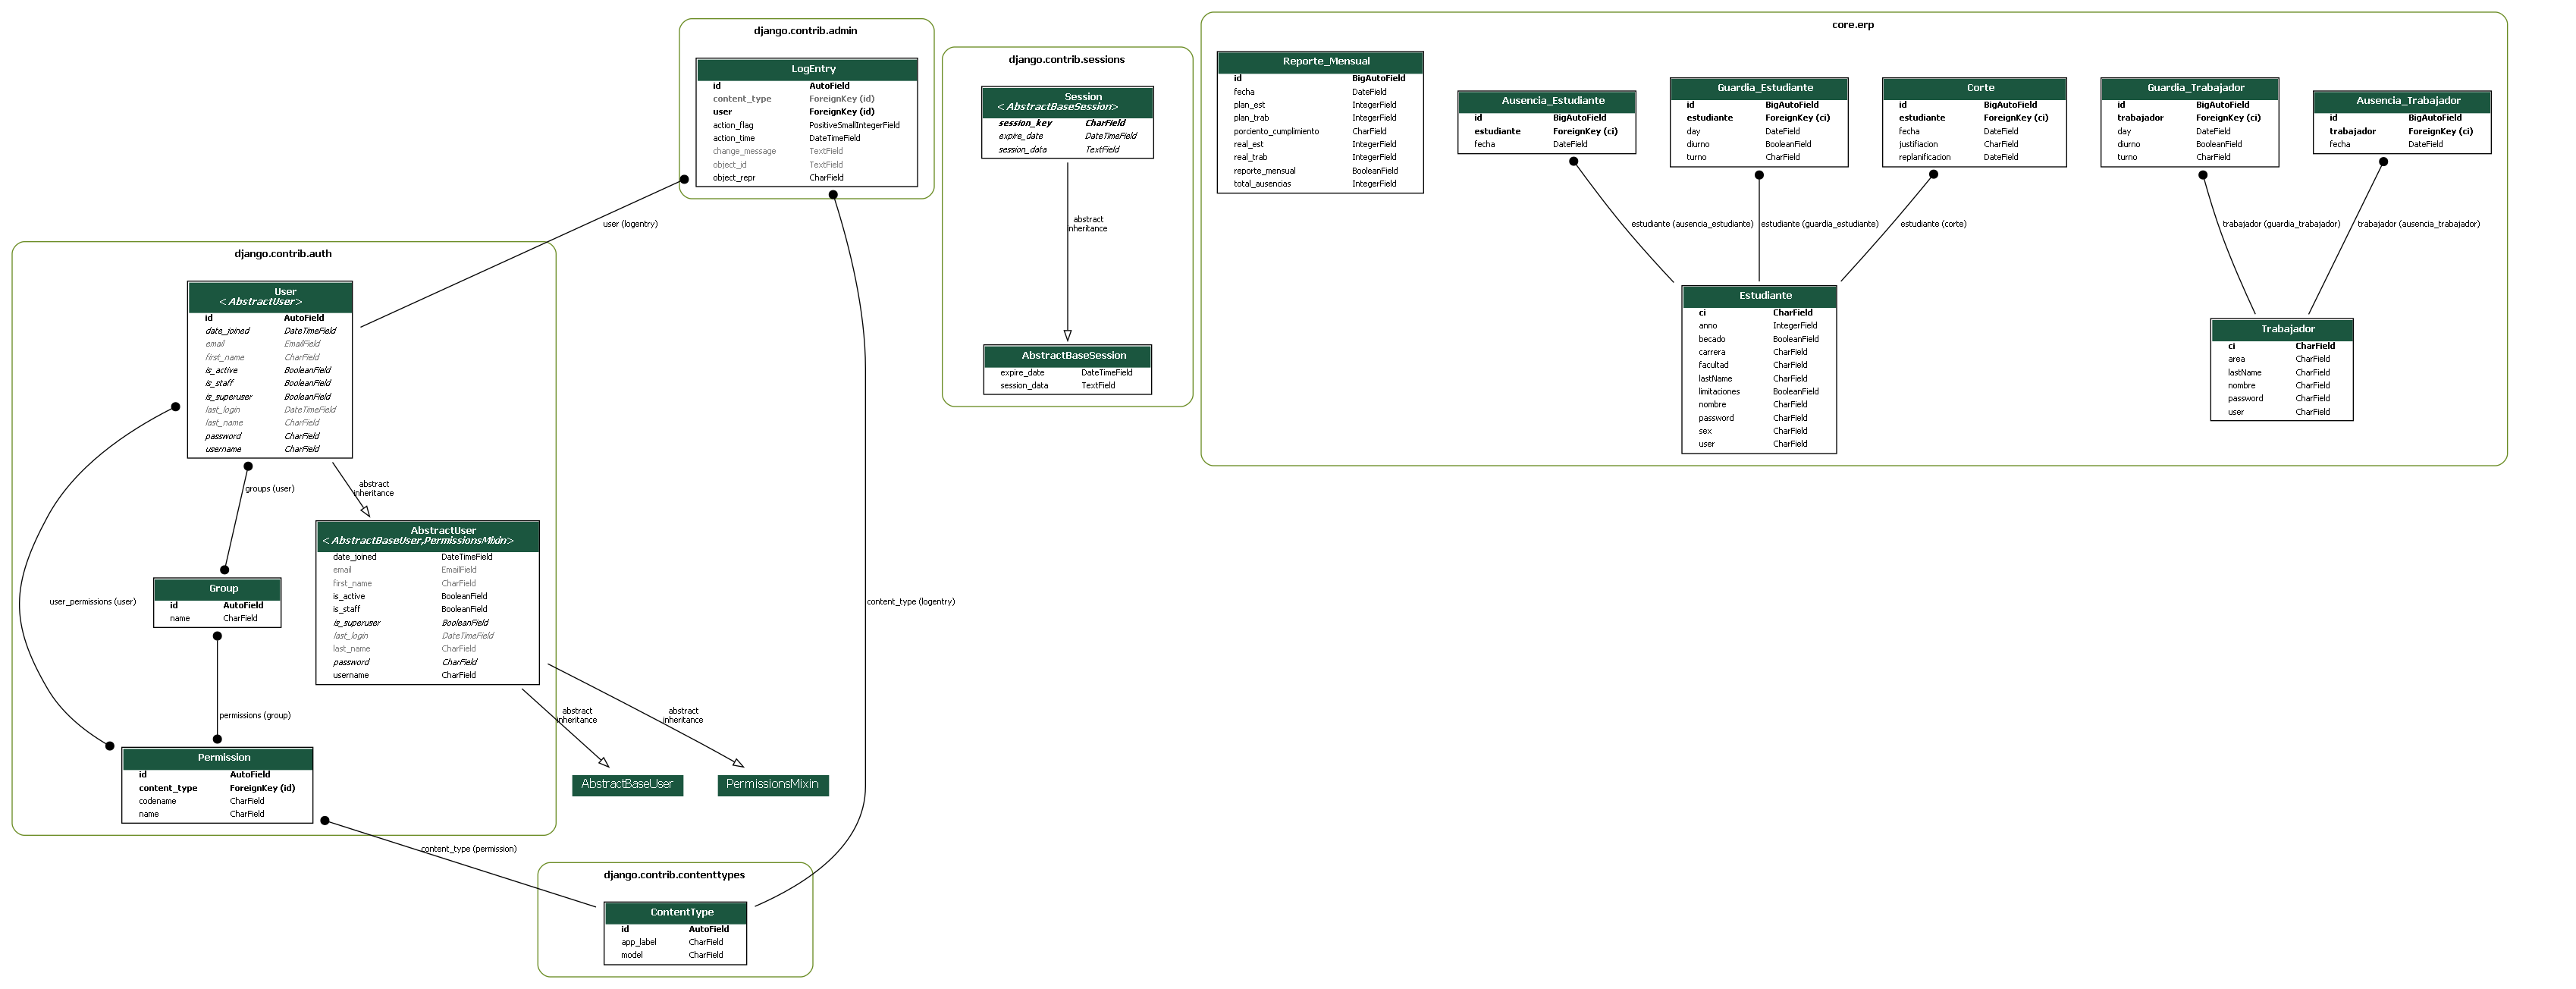 django.contrib.admin
LogEntry
id AutoField
content_type ForeignKey (id)
user ForeignKey (id)
action_flag PositiveSmallIntegerField
action_time DateTimeField
change_message TextField
object_id TextField
object_repr CharField
user (logentry)
django.contrib.auth
User
<AbstractUser>
id AutoField
date_joined DateTimeField
email EmailField
first_name CharField
is_active BooleanField
is_staff BooleanField
is_superuser BooleanField
last_login DateTimeField
last_name CharField
password CharField
username CharField
groups (user)
abstract
inheritance
AbstractUser
<AbstractBaseUser,PermissionsMixin>
date_joined DateTimeField
email EmailField
first_name CharField
is_active BooleanField
is_staff BooleanField
is_superuser BooleanField
last_login DateTimeField
last_name CharField
password CharField
username CharField
Group
id AutoField
name CharField
user_permissions (user)
permissions (group)
Permission
id AutoField
content_type ForeignKey (id)
codename CharField
name CharField
abstract
inheritance
abstract
inheritance
AbstractBaseUser
PermissionsMixin
content_type (permission)
content_type (logentry)
django.contrib.contenttypes
ContentType
id AutoField
app_label CharField
model CharField
django.contrib.sessions
Session
<AbstractBaseSession>
session_key CharField
expire_date DateTimeField
session_data TextField
abstract
inheritance
AbstractBaseSession
expire_date DateTimeField
session_data TextField
core.erp
Reporte_Mensual
id BigAutoField
fecha DateField
plan_est IntegerField
plan_trab IntegerField
porciento_cumplimiento CharField
real_est IntegerField
real_trab IntegerField
reporte_mensual BooleanField
total_ausencias IntegerField
Ausencia_Estudiante
id BigAutoField
estudiante ForeignKey (ci)
fecha DateField
Guardia_Estudiante
id BigAutoField
estudiante ForeignKey (ci)
day DateField
diurno BooleanField
turno CharField
Corte
id BigAutoField
estudiante ForeignKey (ci)
fecha DateField
justifiacion CharField
replanificacion DateField
Guardia_Trabajador
id BigAutoField
trabajador ForeignKey (ci)
day DateField
diurno BooleanField
turno CharField
Ausencia_Trabajador
id BigAutoField
trabajador ForeignKey (ci)
fecha DateField
estudiante (ausencia_estudiante)
estudiante (guardia_estudiante)
estudiante (corte)
trabajador (guardia_trabajador)
trabajador (ausencia_trabajador)
Estudiante
ci CharField
anno IntegerField
becado BooleanField
carrera CharField
facultad CharField
lastName CharField
limitaciones BooleanField
nombre CharField
password CharField
sex CharField
user CharField
Trabajador
ci CharField
area CharField
lastName CharField
nombre CharField
password CharField
user CharField